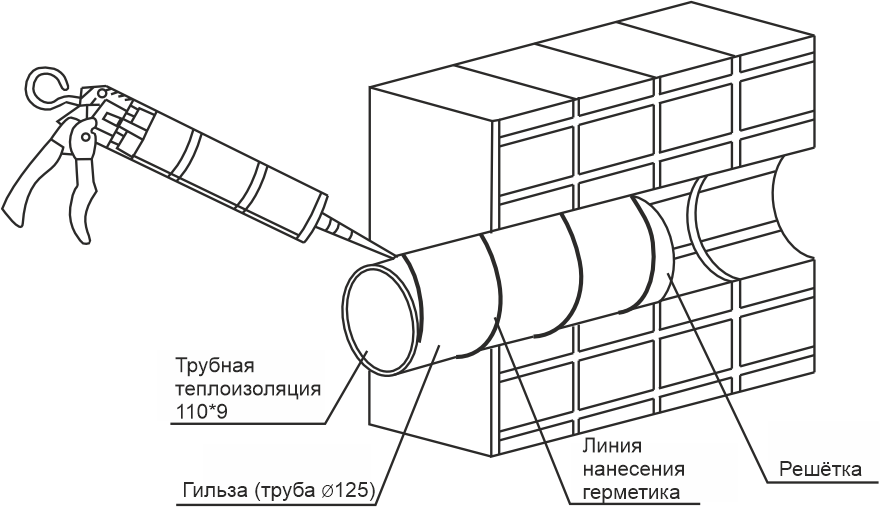 Трубная
теплоизоляция
110*9
Гильза (труба ∅125)
Линия
нанесения
герметика
Решётка